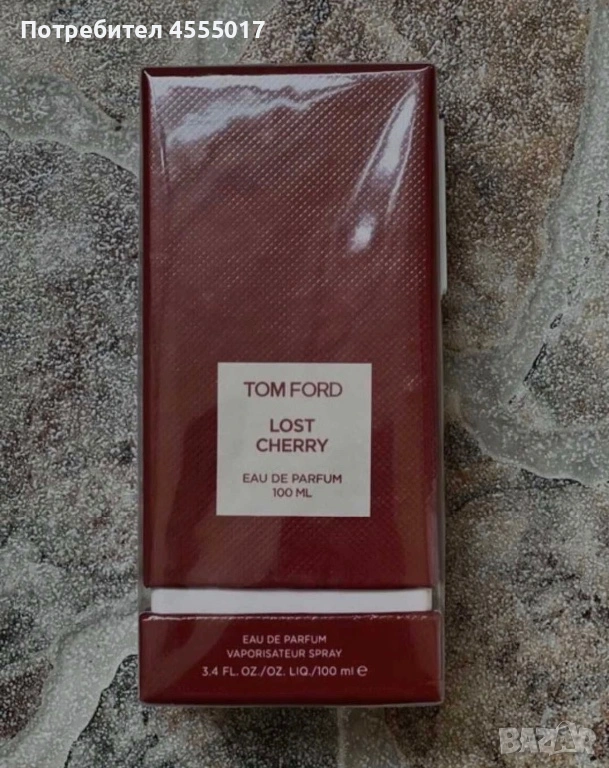 Потребител 4555017
TOM FORD
LOST
CHERRY
EAU DE PARFUM
100 ML
EAU DE PARFUM
VAPORISATEUR SPRAY
3.4 FL.OZ./OZ. LIQ./100 ml ℮
BAZAR